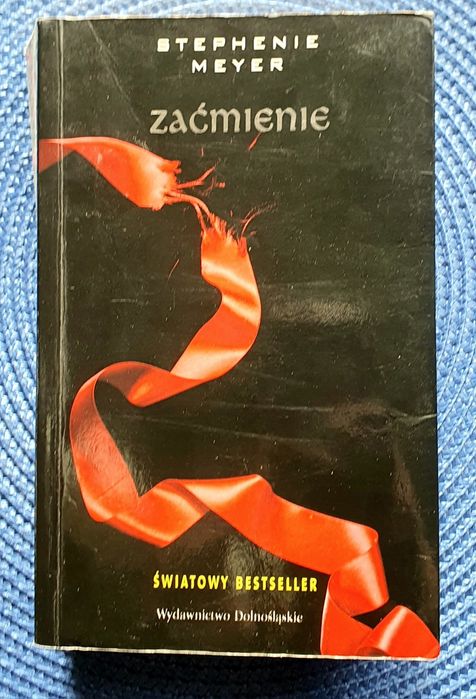 STEPHENIE
MEYER
zaćmienie
ŚWIATOWY BESTSELLER
Wydawnictwo Dolnośląskie